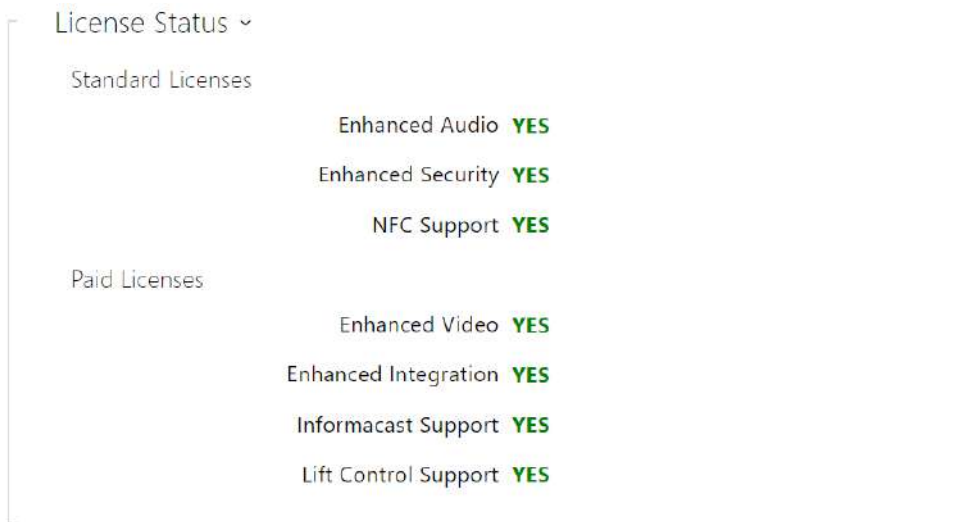 License Status
Standard Licenses
Enhanced Audio YES
Enhanced Security YES
NFC Support YES
Paid Licenses
Enhanced Video YES
Enhanced Integration YES
Informacast Support YES
Lift Control Support YES